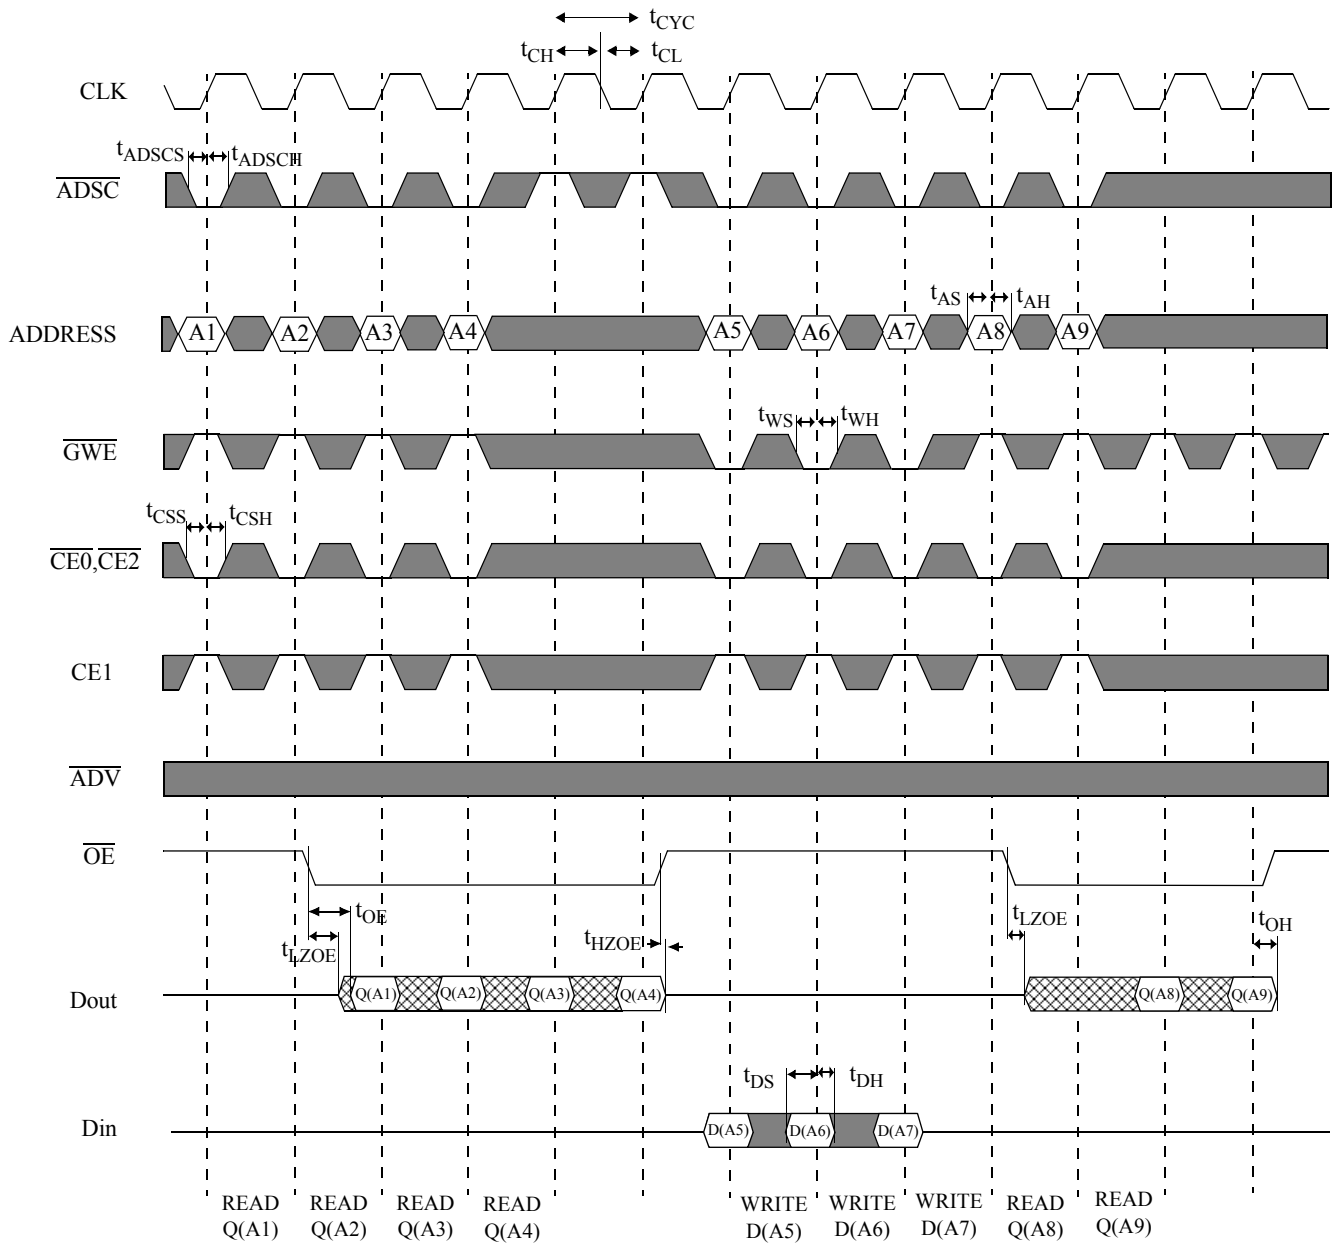 tCYC
tCH tCL
CLK
tADSCS tADSCH
ADSC
tAS tAH
ADDRESS A1 A2 A3 A4 A5 A6 A7 A8 A9
tWS tWH
GWE
tCSS tCSH
CE0,CE2
CE1
ADV
OE
tOE tLZOE tOH
tLZOE tHZOE
Dout Q(A1) Q(A2) Q(A3) Q(A4) Q(A8) Q(A9)
tDS tDH
Din D(A5) D(A6) D(A7)
READ READ READ READ WRITE WRITE WRITE READ READ
Q(A1) Q(A2) Q(A3) Q(A4) D(A5) D(A6) D(A7) Q(A8) Q(A9)